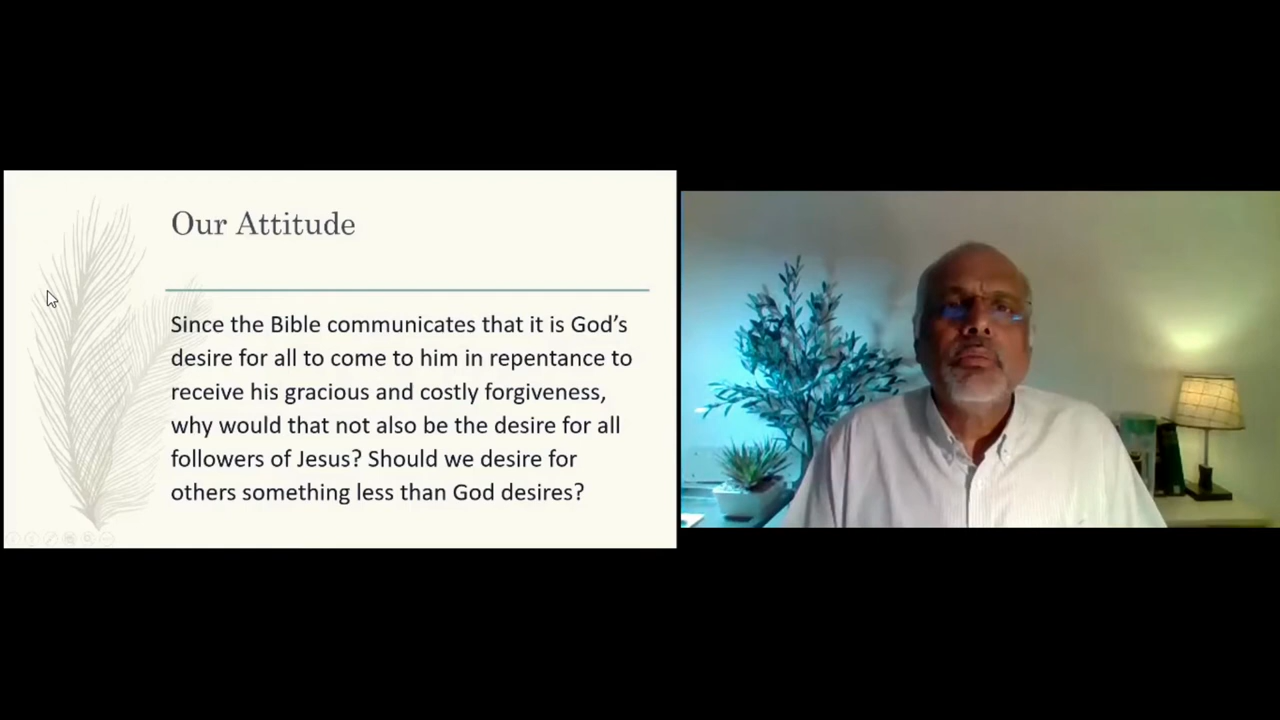 Our Attitude
Since the Bible communicates that it is God’s
desire for all to come to him in repentance to
receive his gracious and costly forgiveness,
why would that not also be the desire for all
followers of Jesus? Should we desire for
others something less than God desires?